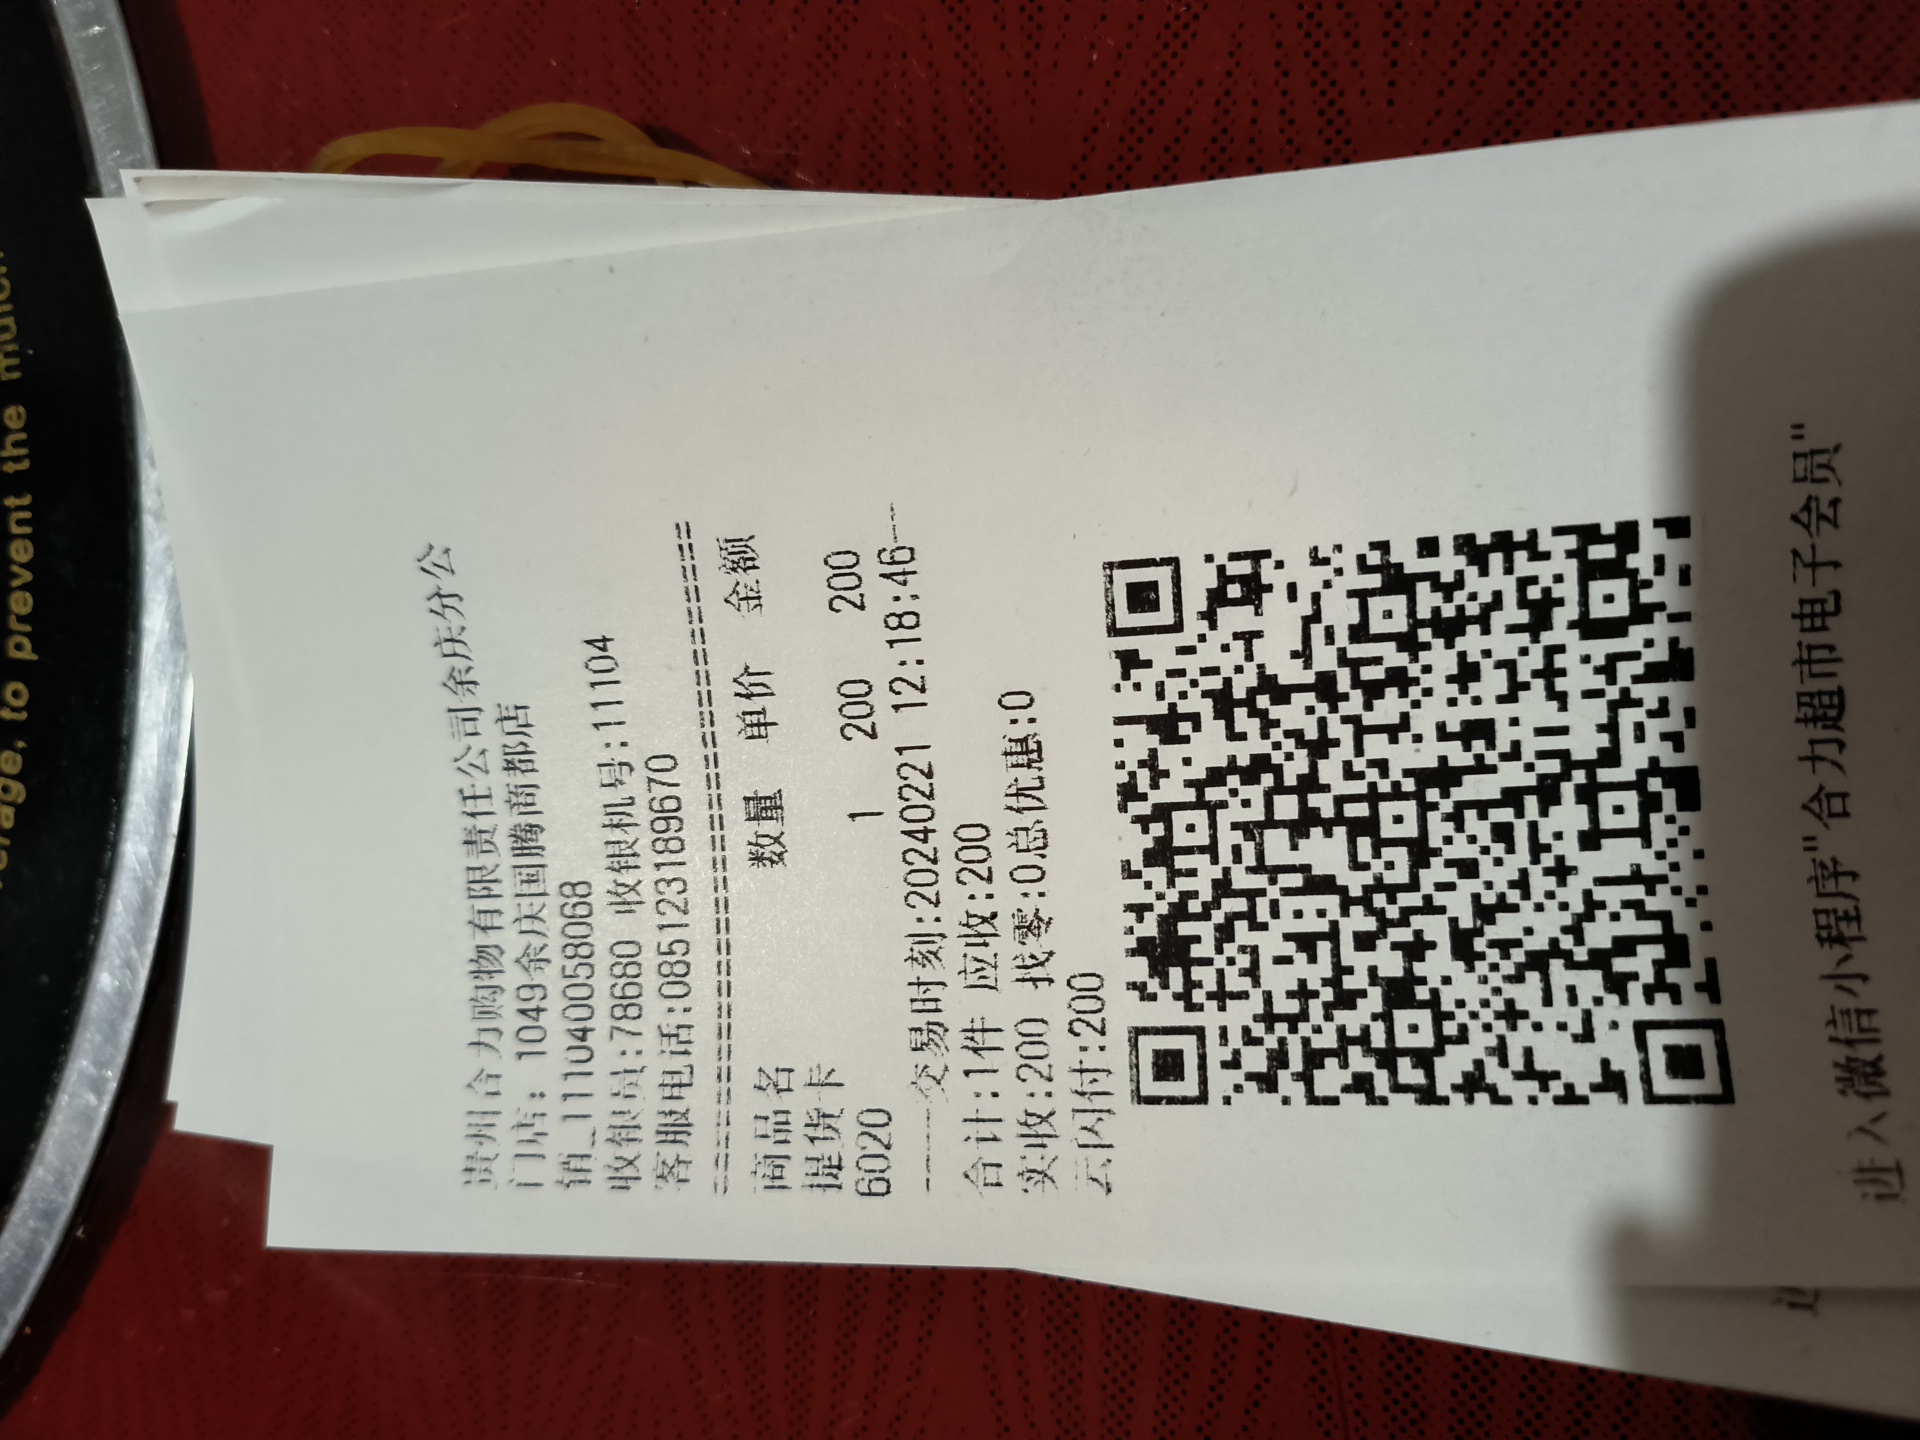 erage, to prevent the
贵州合力购物有限责任公司余庆分公
门店: 1049余庆国腾商都店
销_111040058068
收银员:78680 收银机号:11104
客服电话:085123189670
================================
商品名 数量 单价 金额
提货卡
6020 1 200 200
-----交易时刻:20240221 12:18:46---
合计:1件 应收:200
实收:200 找零:0总优惠:0
云闪付:200
进入微信小程序"合力超市电子会员"